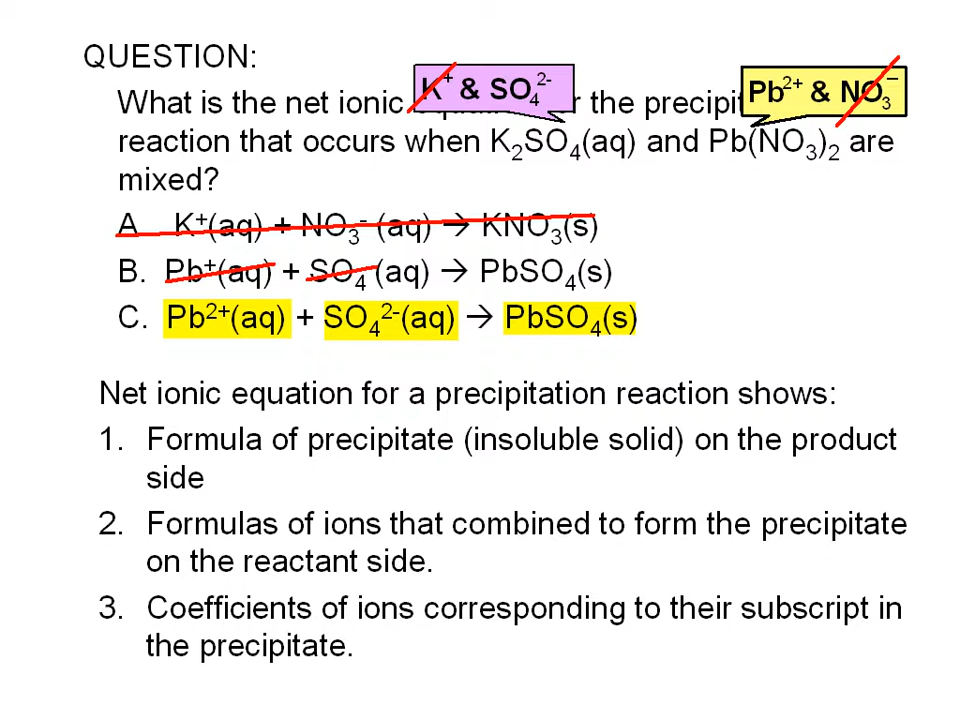 QUESTION:
K⁺ & SO₄²⁻
Pb²⁺ & NO₃⁻
What is the net ionic r the precipit
reaction that occurs when K₂SO₄(aq) and Pb(NO₃)₂ are
mixed?
A. K⁺(aq) + NO₃⁻ (aq) → KNO₃(s)
B. Pb⁺(aq) + SO₄ (aq) → PbSO₄(s)
C. Pb²⁺(aq) + SO₄²⁻(aq) → PbSO₄(s)
Net ionic equation for a precipitation reaction shows:
1. Formula of precipitate (insoluble solid) on the product
side
2. Formulas of ions that combined to form the precipitate
on the reactant side.
3. Coefficients of ions corresponding to their subscript in
the precipitate.